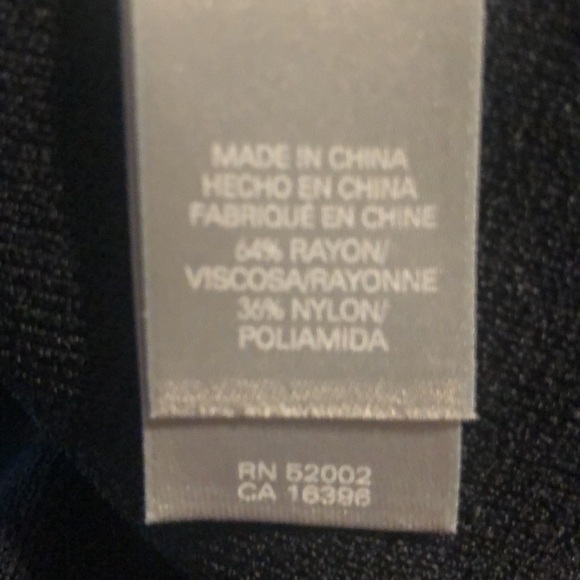 MADE IN CHINA
HECHO EN CHINA
FABRIQUÉ EN CHINE
64% RAYON/
VISCOSA/RAYONNE
36% NYLON/
POLIAMIDA
RN 52002
CA 16396